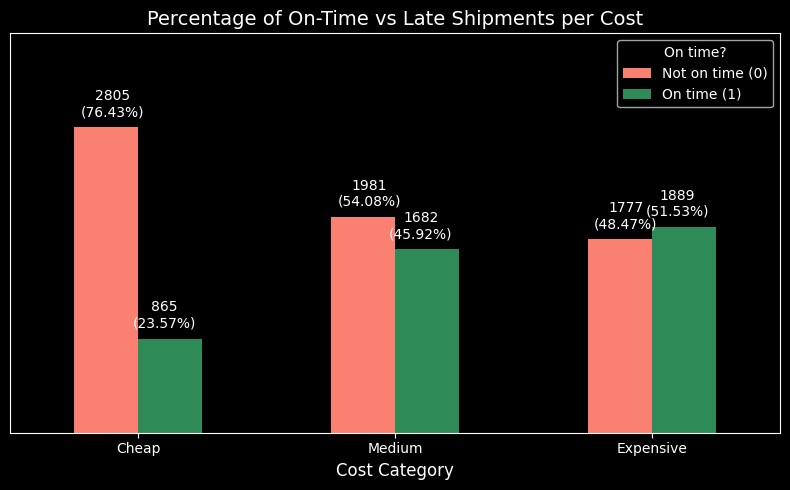 Percentage of On-Time vs Late Shipments per Cost
On time?
Not on time (0)
On time (1)
2805
(76.43%)
865
(23.57%)
1981
(54.08%)
1682
(45.92%)
1777
(48.47%)
1889
(51.53%)
Cheap
Medium
Expensive
Cost Category